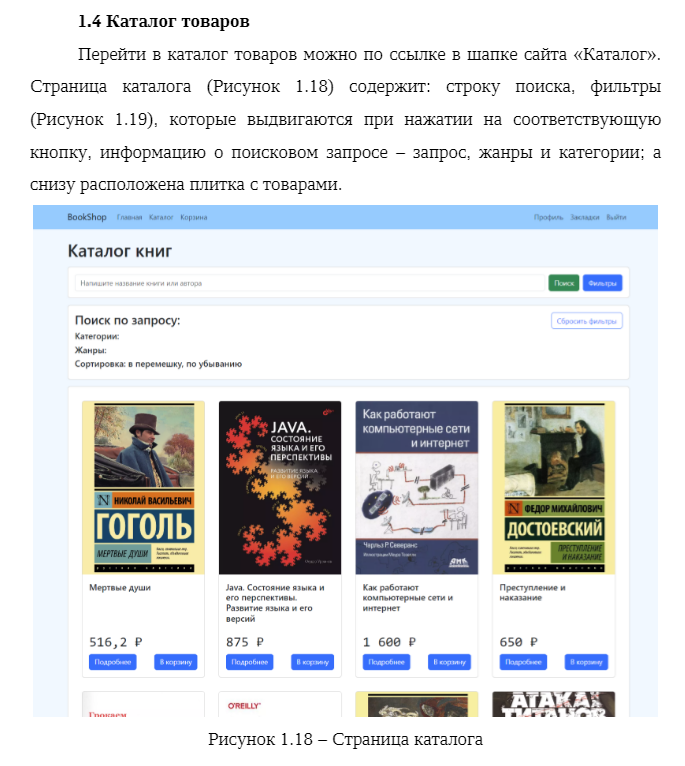 1.4 Каталог товаров
Перейти в каталог товаров можно по ссылке в шапке сайта «Каталог».
Страница каталога (Рисунок 1.18) содержит: строку поиска, фильтры
(Рисунок 1.19), которые выдвигаются при нажатии на соответствующую
кнопку, информацию о поисковом запросе – запрос, жанры и категории; а
снизу расположена плитка с товарами.
BookShop Главная Каталог Корзина Профиль Закладки Выйти
Каталог книг
Напишите название книги или автора Поиск Фильтры
Поиск по запросу: Сбросить фильтры
Категории:
Жанры:
Сортировка: в перемешку, по убыванию
НИКОЛАЙ ВАСИЛЬЕВИЧ
ГОГОЛЬ
МЕРТВЫЕ ДУШИ
JAVA.
СОСТОЯНИЕ
ЯЗЫКА И ЕГО
ПЕРСПЕКТИВЫ
РАЗВИТИЕ ЯЗЫКА
И ЕГО ВЕРСИЙ
Как работают
компьютерные сети
и интернет
Чарльз Р. Северанс
ДМК
ФЕДОР МИХАЙЛОВИЧ
ДОСТОЕВСКИЙ
ПРЕСТУПЛЕНИЕ
И НАКАЗАНИЕ
Мертвые души
Java. Состояние языка и
его перспективы.
Развитие языка и его
версий
Как работают
компьютерные сети и
интернет
Преступление и
наказание
516,2 ₽ 875 ₽ 1 600 ₽ 650 ₽
Подробнее В корзину Подробнее В корзину Подробнее В корзину Подробнее В корзину
Грокаем
O'REILLY
АТАКА
ТИТАНОВ
Рисунок 1.18 – Страница каталога